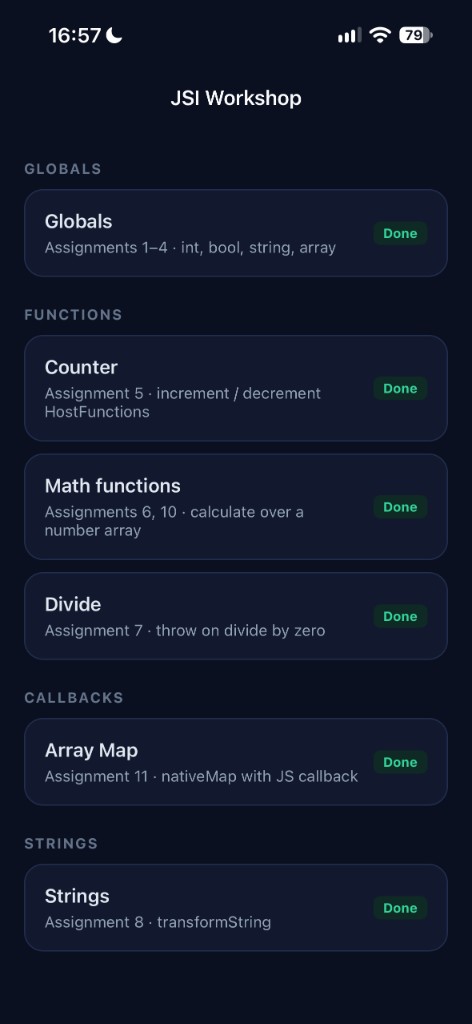 16:57
79
JSI Workshop
GLOBALS
Globals
Assignments 1–4 · int, bool, string, array
Done
FUNCTIONS
Counter
Assignment 5 · increment / decrement
HostFunctions
Done
Math functions
Assignments 6, 10 · calculate over a
number array
Done
Divide
Assignment 7 · throw on divide by zero
Done
CALLBACKS
Array Map
Assignment 11 · nativeMap with JS callback
Done
STRINGS
Strings
Assignment 8 · transformString
Done